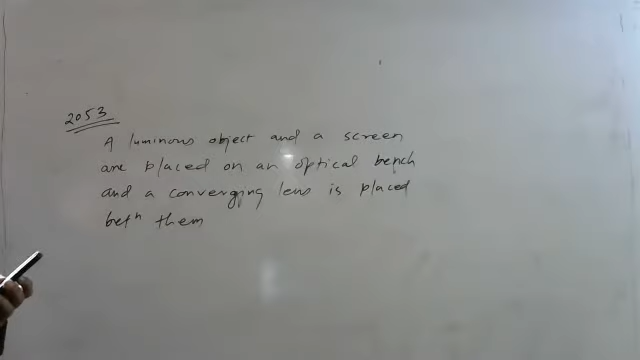 2053
A luminous object and a screen
are placed on an optical bench
and a converging lens is placed
betⁿ them